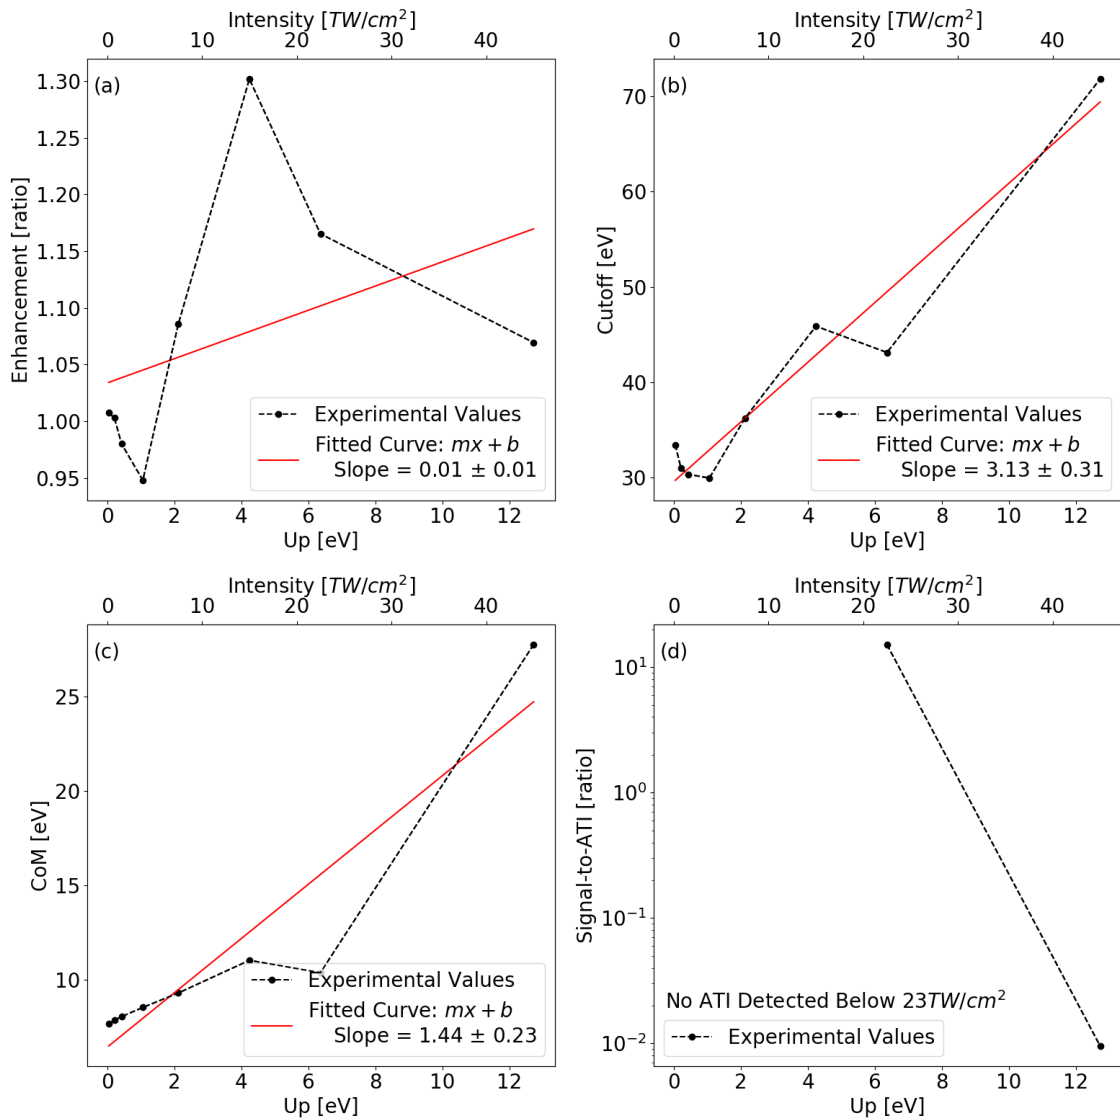 Intensity [TW/cm²]
0 10 20 30 40
(a)
1.30
1.25
1.20
1.15
1.10
1.05
1.00
0.95
Enhancement [ratio]
Experimental Values
Fitted Curve: mx + b
Slope = 0.01 ± 0.01
0 2 4 6 8 10 12
Up [eV]
Intensity [TW/cm²]
0 10 20 30 40
(b)
70
60
50
40
30
Cutoff [eV]
Experimental Values
Fitted Curve: mx + b
Slope = 3.13 ± 0.31
0 2 4 6 8 10 12
Up [eV]
Intensity [TW/cm²]
0 10 20 30 40
(c)
25
20
15
10
CoM [eV]
Experimental Values
Fitted Curve: mx + b
Slope = 1.44 ± 0.23
0 2 4 6 8 10 12
Up [eV]
Intensity [TW/cm²]
0 10 20 30 40
(d)
10¹
10⁰
10⁻¹
10⁻²
Signal-to-ATI [ratio]
No ATI Detected Below 23TW/cm²
Experimental Values
0 2 4 6 8 10 12
Up [eV]